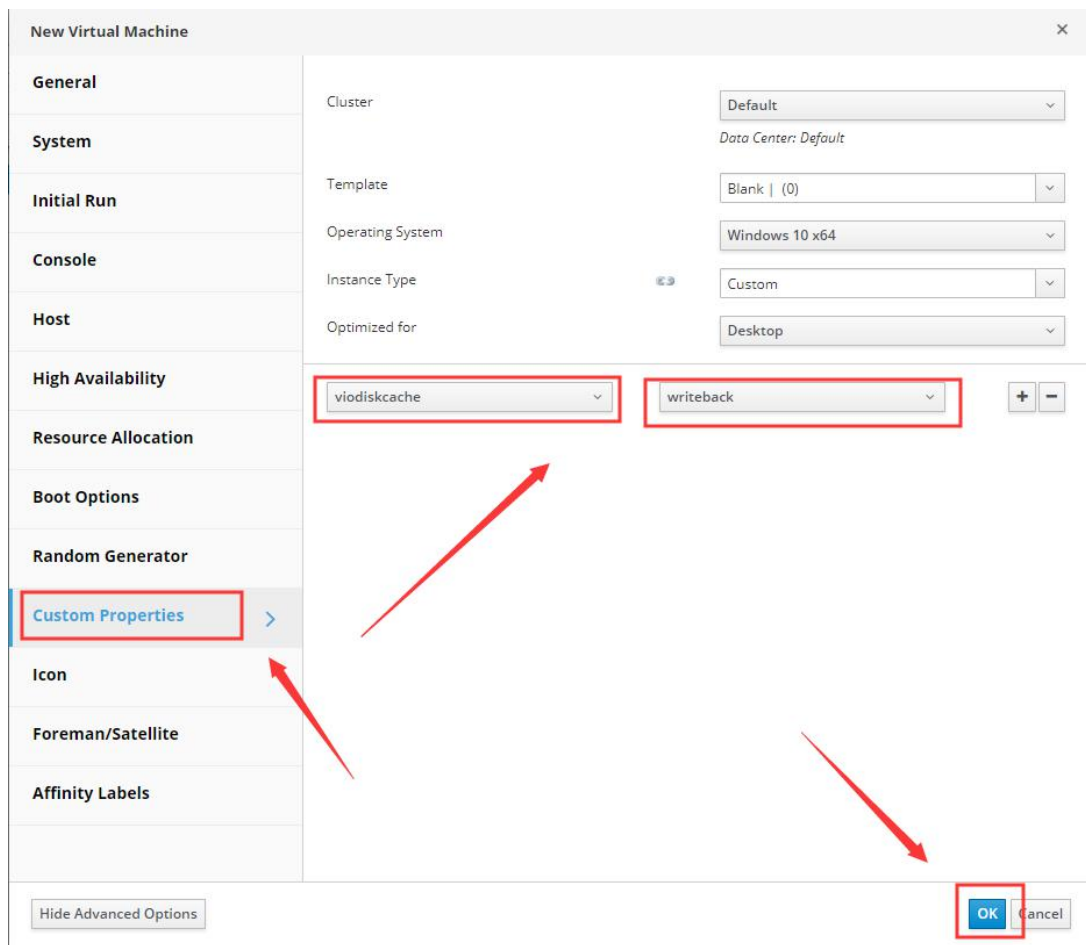 New Virtual Machine
General
System
Initial Run
Console
Host
High Availability
Resource Allocation
Boot Options
Random Generator
Custom Properties
Icon
Foreman/Satellite
Affinity Labels
Cluster
Default
Data Center: Default
Template
Blank | (0)
Operating System
Windows 10 x64
Instance Type
Custom
Optimized for
Desktop
viodiskcache
writeback
Hide Advanced Options
OK
Cancel